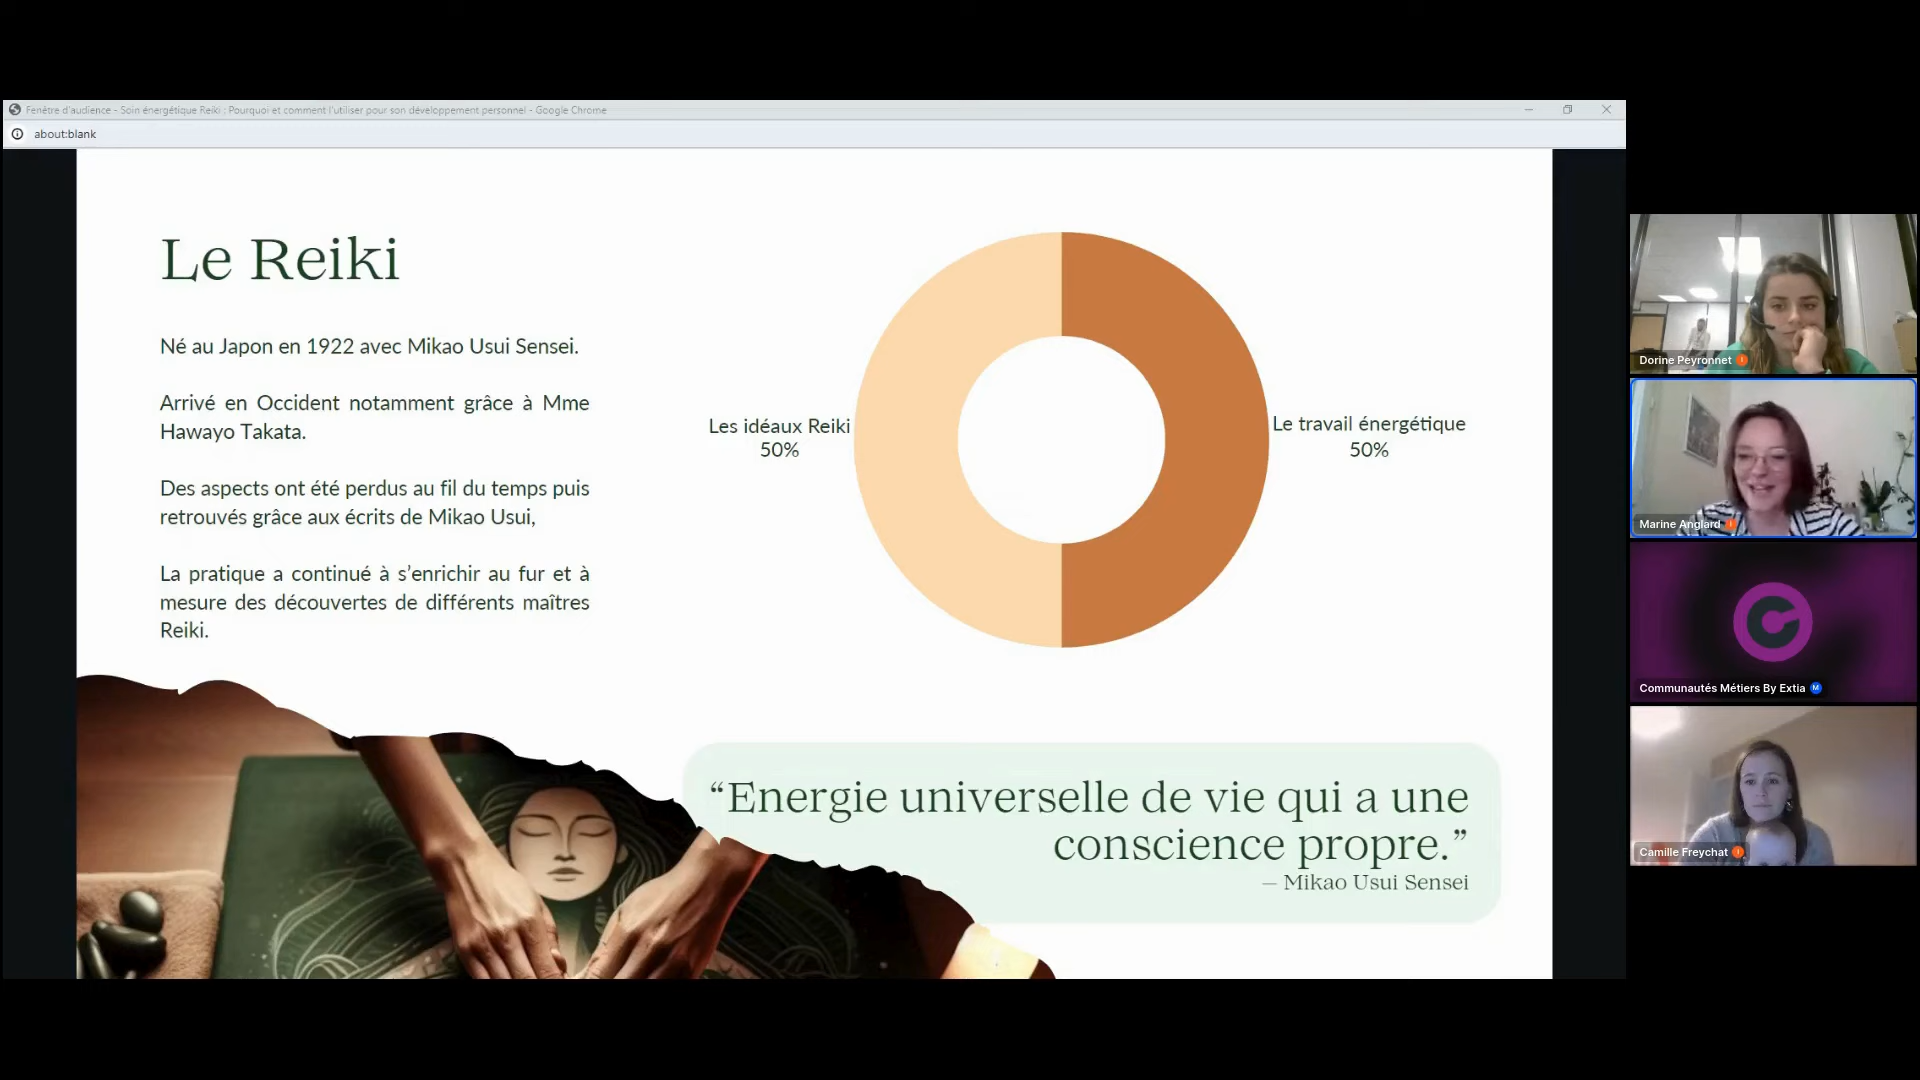 Fenêtre d'audience - Soin énergétique Reiki : Pourquoi et comment l'utiliser pour son développement personnel - Google Chrome
about:blank
Le Reiki
Né au Japon en 1922 avec Mikao Usui Sensei.
Arrivé en Occident notamment grâce à Mme
Hawayo Takata.
Des aspects ont été perdus au fil du temps puis
retrouvés grâce aux écrits de Mikao Usui,
La pratique a continué à s’enrichir au fur et à
mesure des découvertes de différents maîtres
Reiki.
Les idéaux Reiki
50%
Le travail énergétique
50%
“Energie universelle de vie qui a une
conscience propre.”
— Mikao Usui Sensei
Dorine Peyronnet
Marine Anglard
Communautés Métiers By Extia M
Camille Freychat